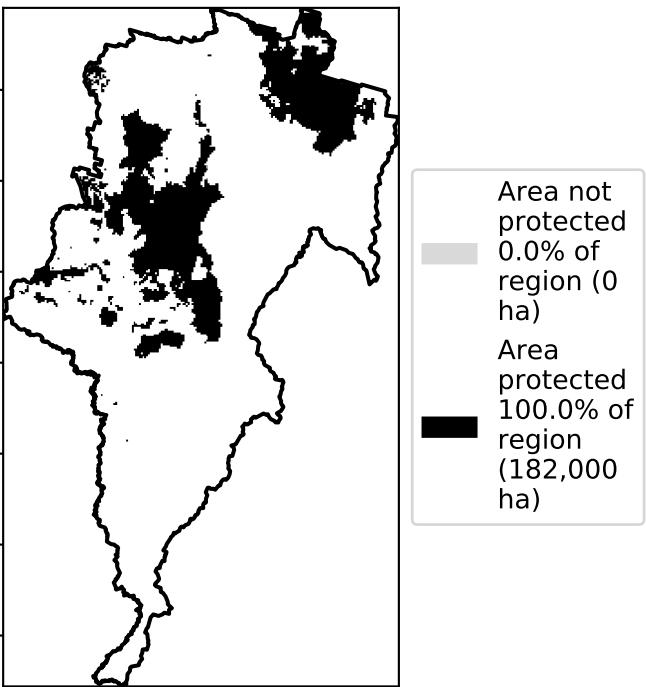 Area not
protected
0.0% of
region (0
ha)
Area
protected
100.0% of
region
(182,000
ha)